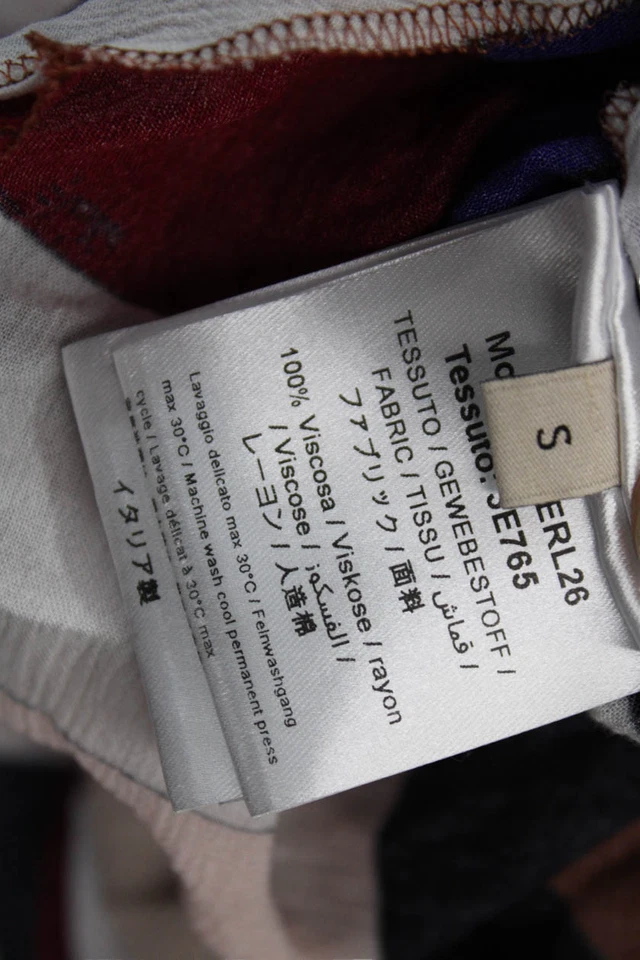 S
ERL26
Tessuto: JE765
TESSUTO / GEWEBESTOFF /
FABRIC / TISSU / قماش /
ファブリック / 面料
100% Viscosa / Viskose / rayon
/ Viscose / الفسكوز /
レーヨン / 人造棉
Lavaggio delicato max 30°C / Feinwashgang
max 30°C / Machine wash cool permanent press
cycle / Lavage délicat à 30°C max
イタリア製